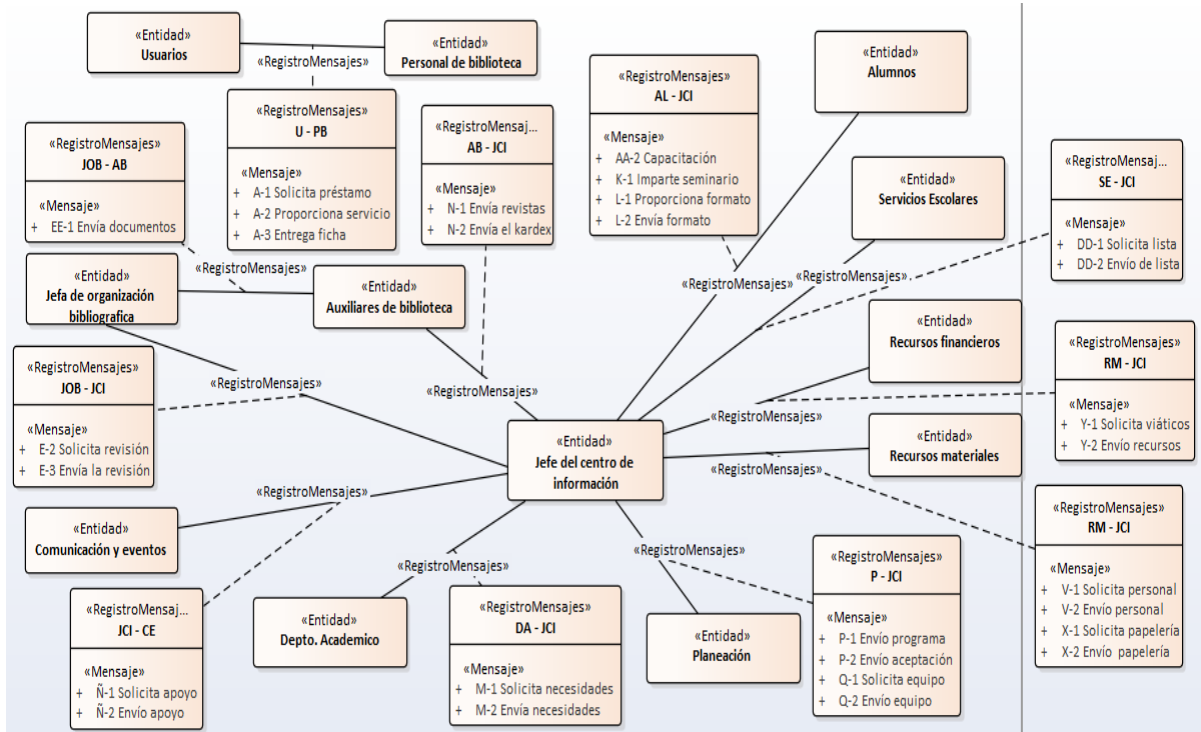 «Entidad»
Usuarios
«RegistroMensajes»
«Entidad»
Personal de biblioteca
«RegistroMensajes»
U - PB
«Mensaje»
+ A-1 Solicita préstamo
+ A-2 Proporciona servicio
+ A-3 Entrega ficha
«RegistroMensajes»
JOB - AB
«Mensaje»
+ EE-1 Envía documentos
«RegistroMensaj...
AB - JCI
«Mensaje»
+ N-1 Envía revistas
+ N-2 Envía el kardex
«RegistroMensajes»
AL - JCI
«Mensaje»
+ AA-2 Capacitación
+ K-1 Imparte seminario
+ L-1 Proporciona formato
+ L-2 Envía formato
«Entidad»
Alumnos
«Entidad»
Servicios Escolares
«RegistroMensaj...
SE - JCI
«Mensaje»
+ DD-1 Solicita lista
+ DD-2 Envío de lista
«RegistroMensajes»
«Entidad»
Jefa de organización
bibliografica
«Entidad»
Auxiliares de biblioteca
«RegistroMensajes»
«RegistroMensajes»
«Entidad»
Recursos financieros
«RegistroMensajes»
RM - JCI
«Mensaje»
+ Y-1 Solicita viáticos
+ Y-2 Envío recursos
«RegistroMensajes»
JOB - JCI
«Mensaje»
+ E-2 Solicita revisión
+ E-3 Envía la revisión
«RegistroMensajes»
«RegistroMensajes»
«RegistroMensajes»
«Entidad»
Jefe del centro de
información
«Entidad»
Recursos materiales
«RegistroMensajes»
«RegistroMensajes»
«Entidad»
Comunicación y eventos
«RegistroMensajes»
RM - JCI
«Mensaje»
+ V-1 Solicita personal
+ V-2 Envío personal
+ X-1 Solicita papelería
+ X-2 Envío papelería
«RegistroMensajes»
«RegistroMensajes»
«RegistroMensaj...
JCI - CE
«Mensaje»
+ Ñ-1 Solicita apoyo
+ Ñ-2 Envío apoyo
«Entidad»
Depto. Academico
«RegistroMensajes»
DA - JCI
«Mensaje»
+ M-1 Solicita necesidades
+ M-2 Envía necesidades
«Entidad»
Planeación
«RegistroMensajes»
P - JCI
«Mensaje»
+ P-1 Envío programa
+ P-2 Envío aceptación
+ Q-1 Solicita equipo
+ Q-2 Envío equipo